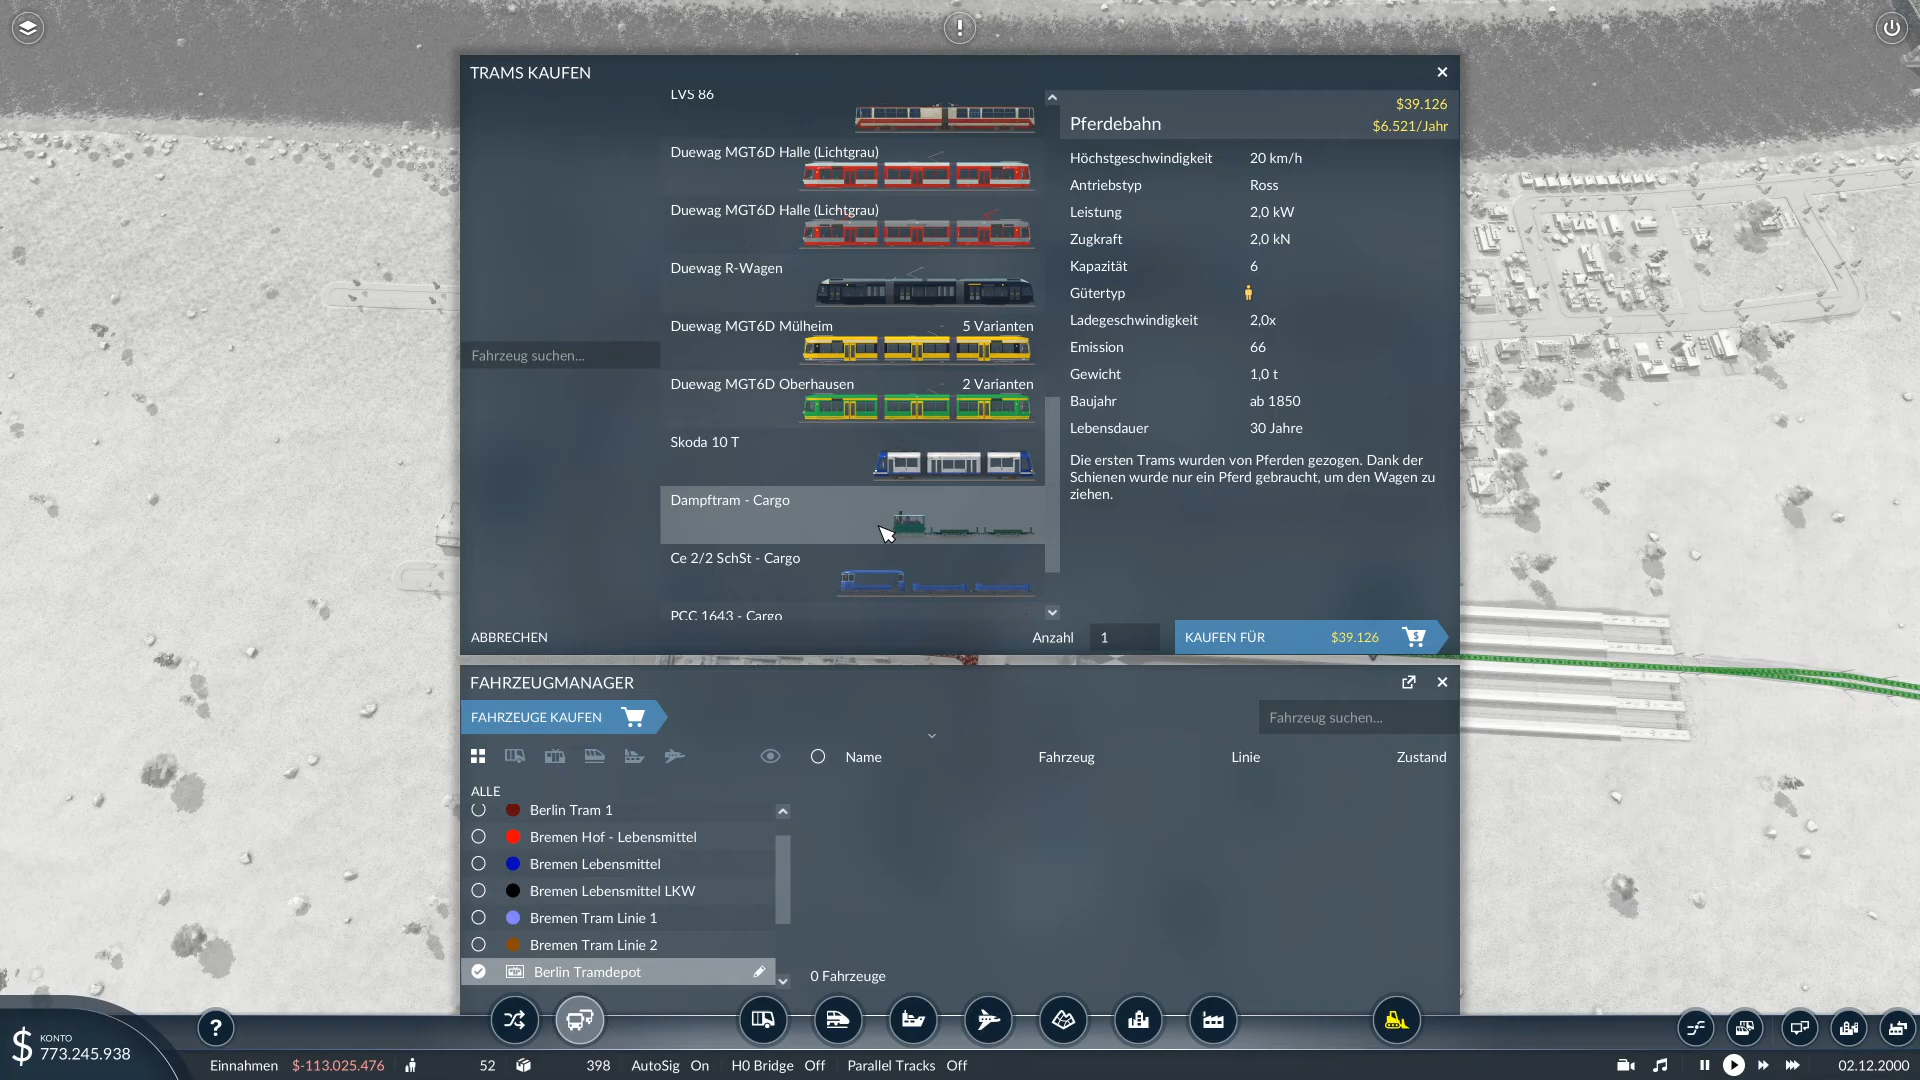 TRAMS KAUFEN
LVS 86
Duewag MGT6D Halle (Lichtgrau)
Duewag MGT6D Halle (Lichtgrau)
Duewag R-Wagen
Duewag MGT6D Mülheim 5 Varianten
Duewag MGT6D Oberhausen 2 Varianten
Skoda 10 T
Dampftram - Cargo
Ce 2/2 SchSt - Cargo
PCC 1643 - Cargo
Fahrzeug suchen...
$39.126
Pferdebahn
$6.521/Jahr
Höchstgeschwindigkeit 20 km/h
Antriebstyp Ross
Leistung 2,0 kW
Zugkraft 2,0 kN
Kapazität 6
Gütertyp
Ladegeschwindigkeit 2,0x
Emission 66
Gewicht 1,0 t
Baujahr ab 1850
Lebensdauer 30 Jahre
Die ersten Trams wurden von Pferden gezogen. Dank der
Schienen wurde nur ein Pferd gebraucht, um den Wagen zu
ziehen.
ABBRECHEN
Anzahl 1
KAUFEN FÜR $39.126
FAHRZEUGMANAGER
FAHRZEUGE KAUFEN
Fahrzeug suchen...
Name Fahrzeug Linie Zustand
ALLE
Berlin Tram 1
Bremen Hof - Lebensmittel
Bremen Lebensmittel
Bremen Lebensmittel LKW
Bremen Tram Linie 1
Bremen Tram Linie 2
Berlin Tramdepot
0 Fahrzeuge
KONTO
773.245.938
Einnahmen $-113.025.476 52 398 AutoSig On H0 Bridge Off Parallel Tracks Off 02.12.2000